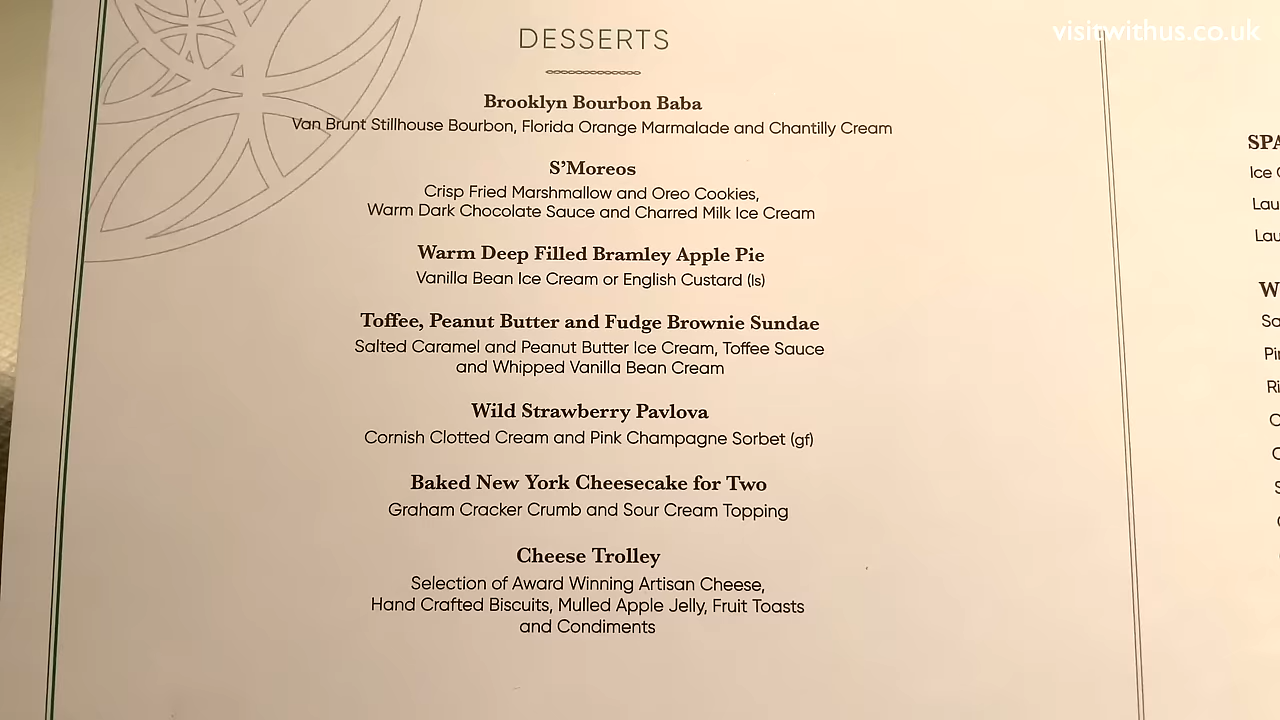 visitwithus.co.uk
DESSERTS
Brooklyn Bourbon Baba
Van Brunt Stillhouse Bourbon, Florida Orange Marmalade and Chantilly Cream
S'Moreos
Crisp Fried Marshmallow and Oreo Cookies,
Warm Dark Chocolate Sauce and Charred Milk Ice Cream
Warm Deep Filled Bramley Apple Pie
Vanilla Bean Ice Cream or English Custard (ls)
Toffee, Peanut Butter and Fudge Brownie Sundae
Salted Caramel and Peanut Butter Ice Cream, Toffee Sauce
and Whipped Vanilla Bean Cream
Wild Strawberry Pavlova
Cornish Clotted Cream and Pink Champagne Sorbet (gf)
Baked New York Cheesecake for Two
Graham Cracker Crumb and Sour Cream Topping
Cheese Trolley
Selection of Award Winning Artisan Cheese,
Hand Crafted Biscuits, Mulled Apple Jelly, Fruit Toasts
and Condiments
Ice